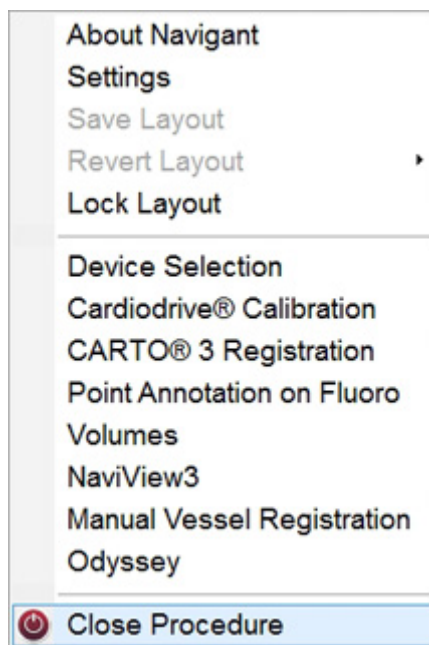 About Navigant
Settings
Save Layout
Revert Layout
Lock Layout
Device Selection
Cardiodrive® Calibration
CARTO® 3 Registration
Point Annotation on Fluoro
Volumes
NaviView3
Manual Vessel Registration
Odyssey
Close Procedure